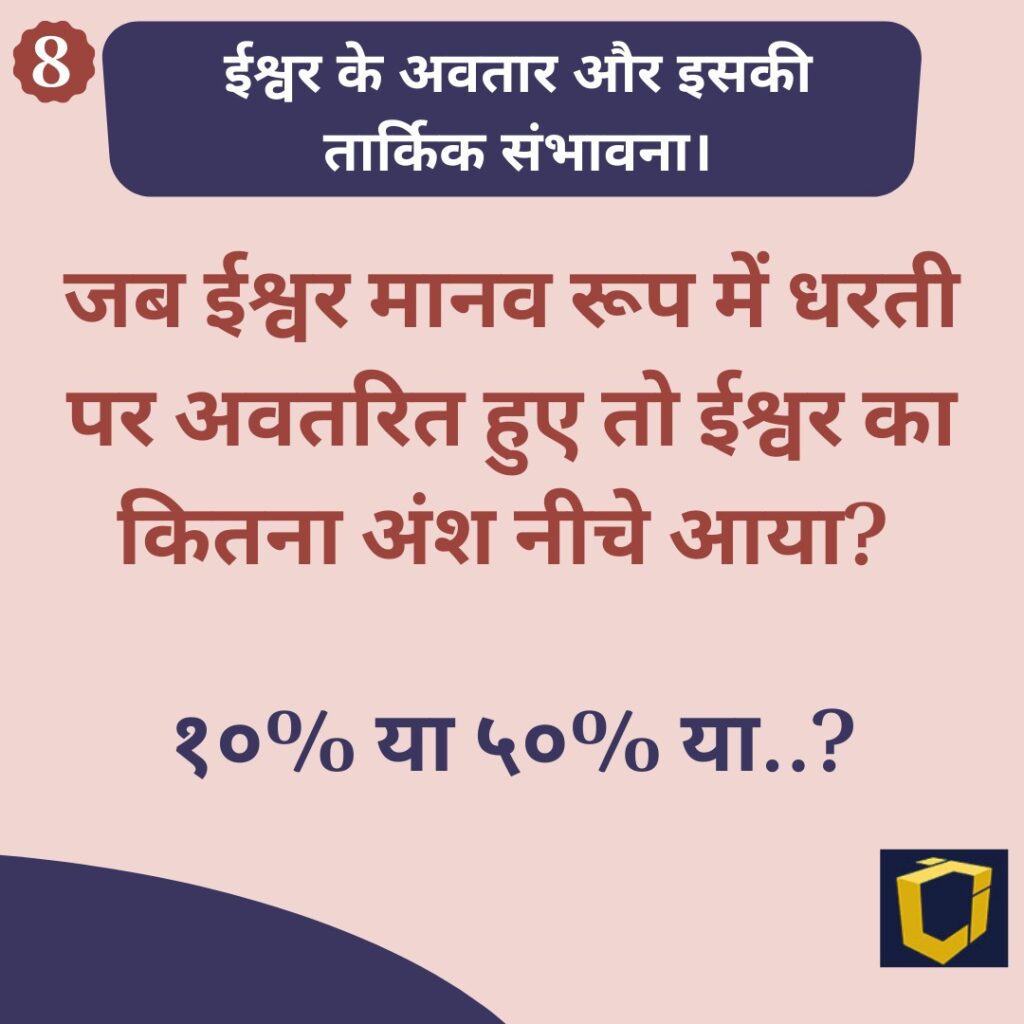 8
ईश्वर के अवतार और इसकी
तार्किक संभावना।
जब ईश्वर मानव रूप में धरती
पर अवतरित हुए तो ईश्वर का
कितना अंश नीचे आया?
१०% या ५०% या..?